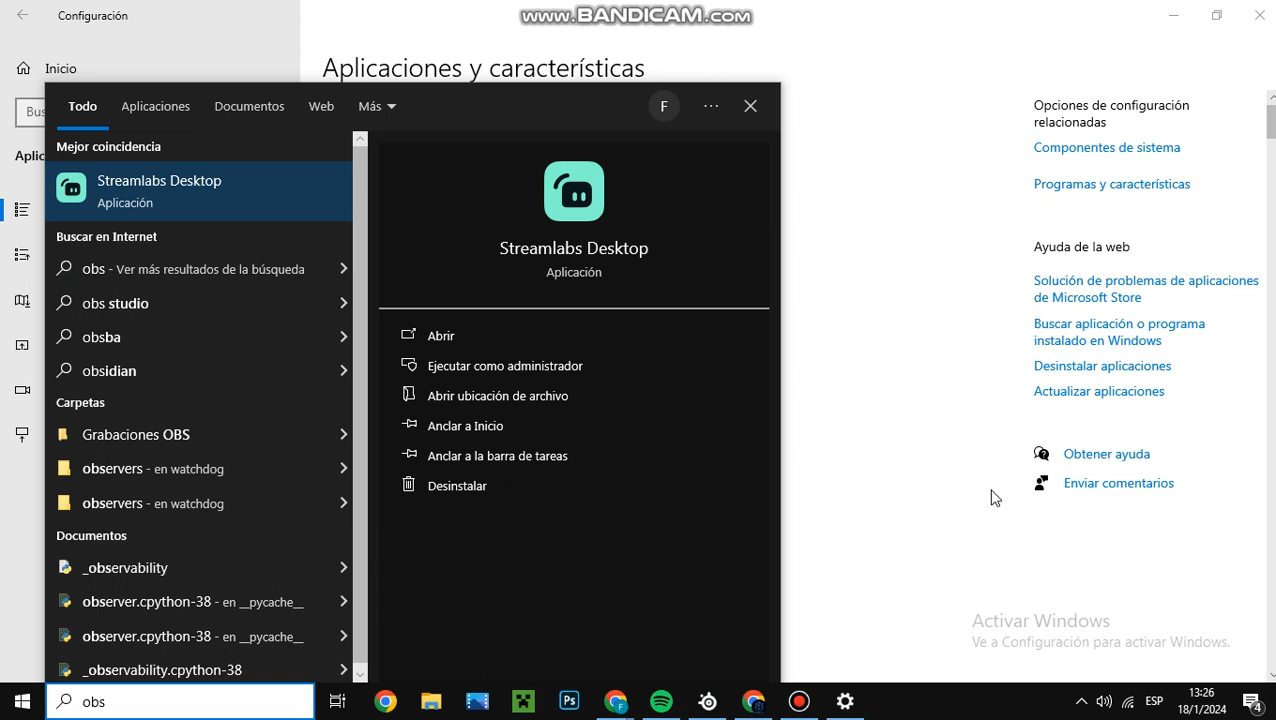 Configuración
www.BANDICAM.com
Inicio
Aplicaciones y características
Bus
Aplic
Todo
Aplicaciones
Documentos
Web
Más
F
Mejor coincidencia
Streamlabs Desktop
Aplicación
Buscar en Internet
obs - Ver más resultados de la búsqueda
obs studio
obsba
obsidian
Carpetas
Grabaciones OBS
observers - en watchdog
observers - en watchdog
Documentos
_observability
observer.cpython-38 - en __pycache__
observer.cpython-38 - en __pycache__
_observability.cpython-38
Streamlabs Desktop
Aplicación
Abrir
Ejecutar como administrador
Abrir ubicación de archivo
Anclar a Inicio
Anclar a la barra de tareas
Desinstalar
Opciones de configuración
relacionadas
Componentes de sistema
Programas y características
Ayuda de la web
Solución de problemas de aplicaciones
de Microsoft Store
Buscar aplicación o programa
instalado en Windows
Desinstalar aplicaciones
Actualizar aplicaciones
Obtener ayuda
Enviar comentarios
Activar Windows
Ve a Configuración para activar Windows.
obs
Ps
F
ESP
13:26
18/1/2024
4